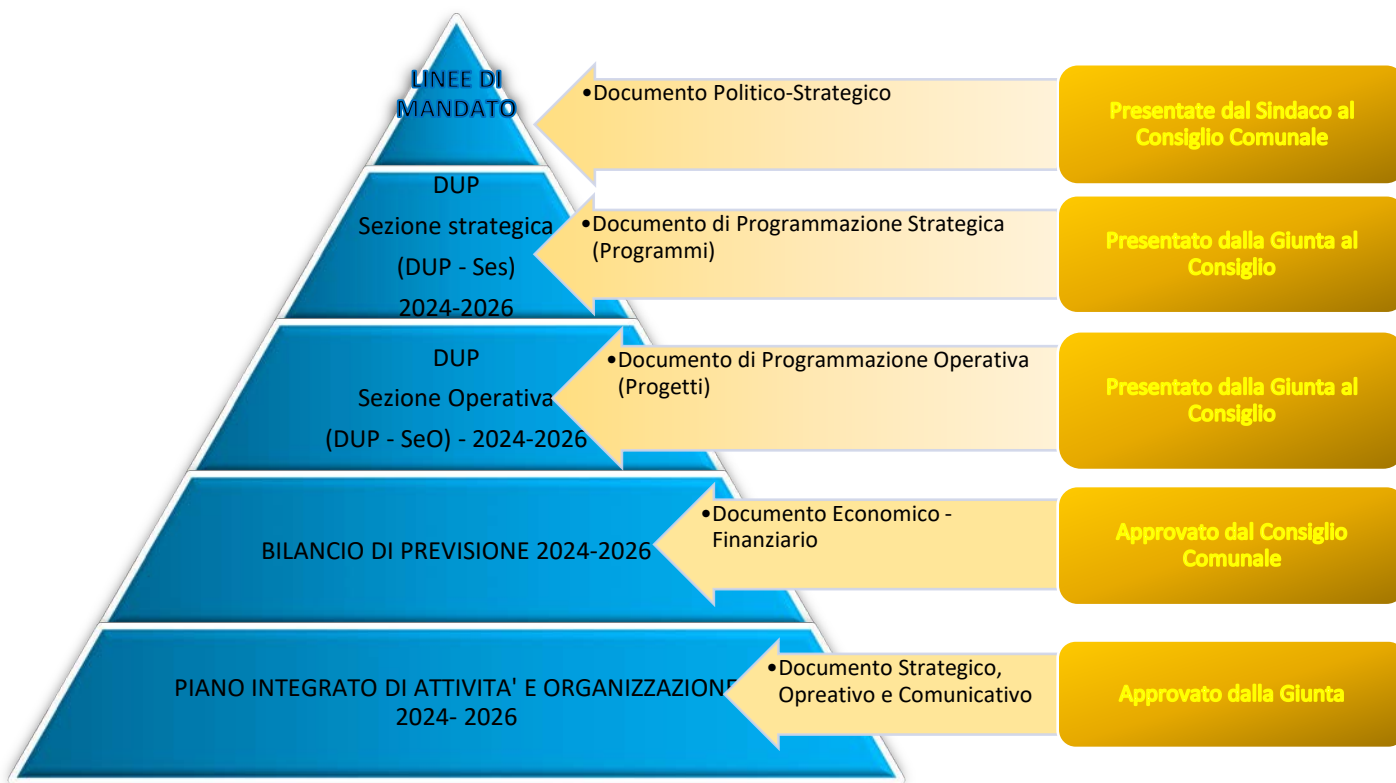 LINEE DI
MANDATO
•Documento Politico-Strategico
Presentate dal Sindaco al
Consiglio Comunale
DUP
Sezione strategica
(DUP - Ses)
2024-2026
•Documento di Programmazione Strategica
(Programmi)
Presentato dalla Giunta al
Consiglio
DUP
Sezione Operativa
(DUP - SeO) - 2024-2026
•Documento di Programmazione Operativa
(Progetti)
Presentato dalla Giunta al
Consiglio
BILANCIO DI PREVISIONE 2024-2026
•Documento Economico -
Finanziario
Approvato dal Consiglio
Comunale
PIANO INTEGRATO DI ATTIVITA' E ORGANIZZAZIONE
2024- 2026
•Documento Strategico,
Opreativo e Comunicativo
Approvato dalla Giunta